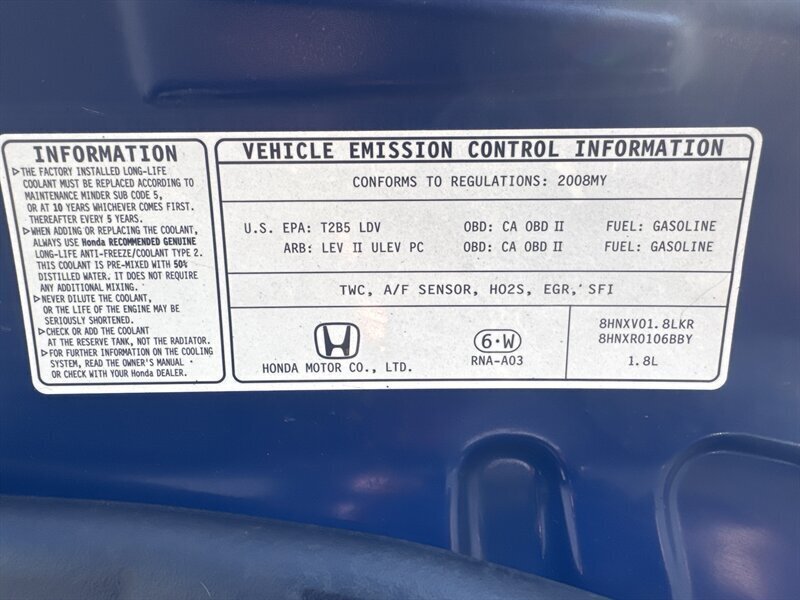 INFORMATION
▷THE FACTORY INSTALLED LONG-LIFE
COOLANT MUST BE REPLACED ACCORDING TO
MAINTENANCE MINDER SUB CODE 5,
OR AT 10 YEARS WHICHEVER COMES FIRST.
THEREAFTER EVERY 5 YEARS.
▷WHEN ADDING OR REPLACING THE COOLANT,
ALWAYS USE Honda RECOMMENDED GENUINE
LONG-LIFE ANTI-FREEZE/COOLANT TYPE 2.
THIS COOLANT IS PRE-MIXED WITH 50%
DISTILLED WATER. IT DOES NOT REQUIRE
ANY ADDITIONAL MIXING.
▷NEVER DILUTE THE COOLANT,
OR THE LIFE OF THE ENGINE MAY BE
SERIOUSLY SHORTENED.
▷CHECK OR ADD THE COOLANT
AT THE RESERVE TANK, NOT THE RADIATOR.
▷FOR FURTHER INFORMATION ON THE COOLING
SYSTEM, READ THE OWNER'S MANUAL
OR CHECK WITH YOUR Honda DEALER.
VEHICLE EMISSION CONTROL INFORMATION
CONFORMS TO REGULATIONS: 2008MY
U.S. EPA: T2B5 LDV OBD: CA OBD II FUEL: GASOLINE
ARB: LEV II ULEV PC OBD: CA OBD II FUEL: GASOLINE
TWC, A/F SENSOR, HO2S, EGR, SFI
HONDA MOTOR CO., LTD.
6·W
RNA-A03
8HNXV01.8LKR
8HNXR0106BBY
1.8L